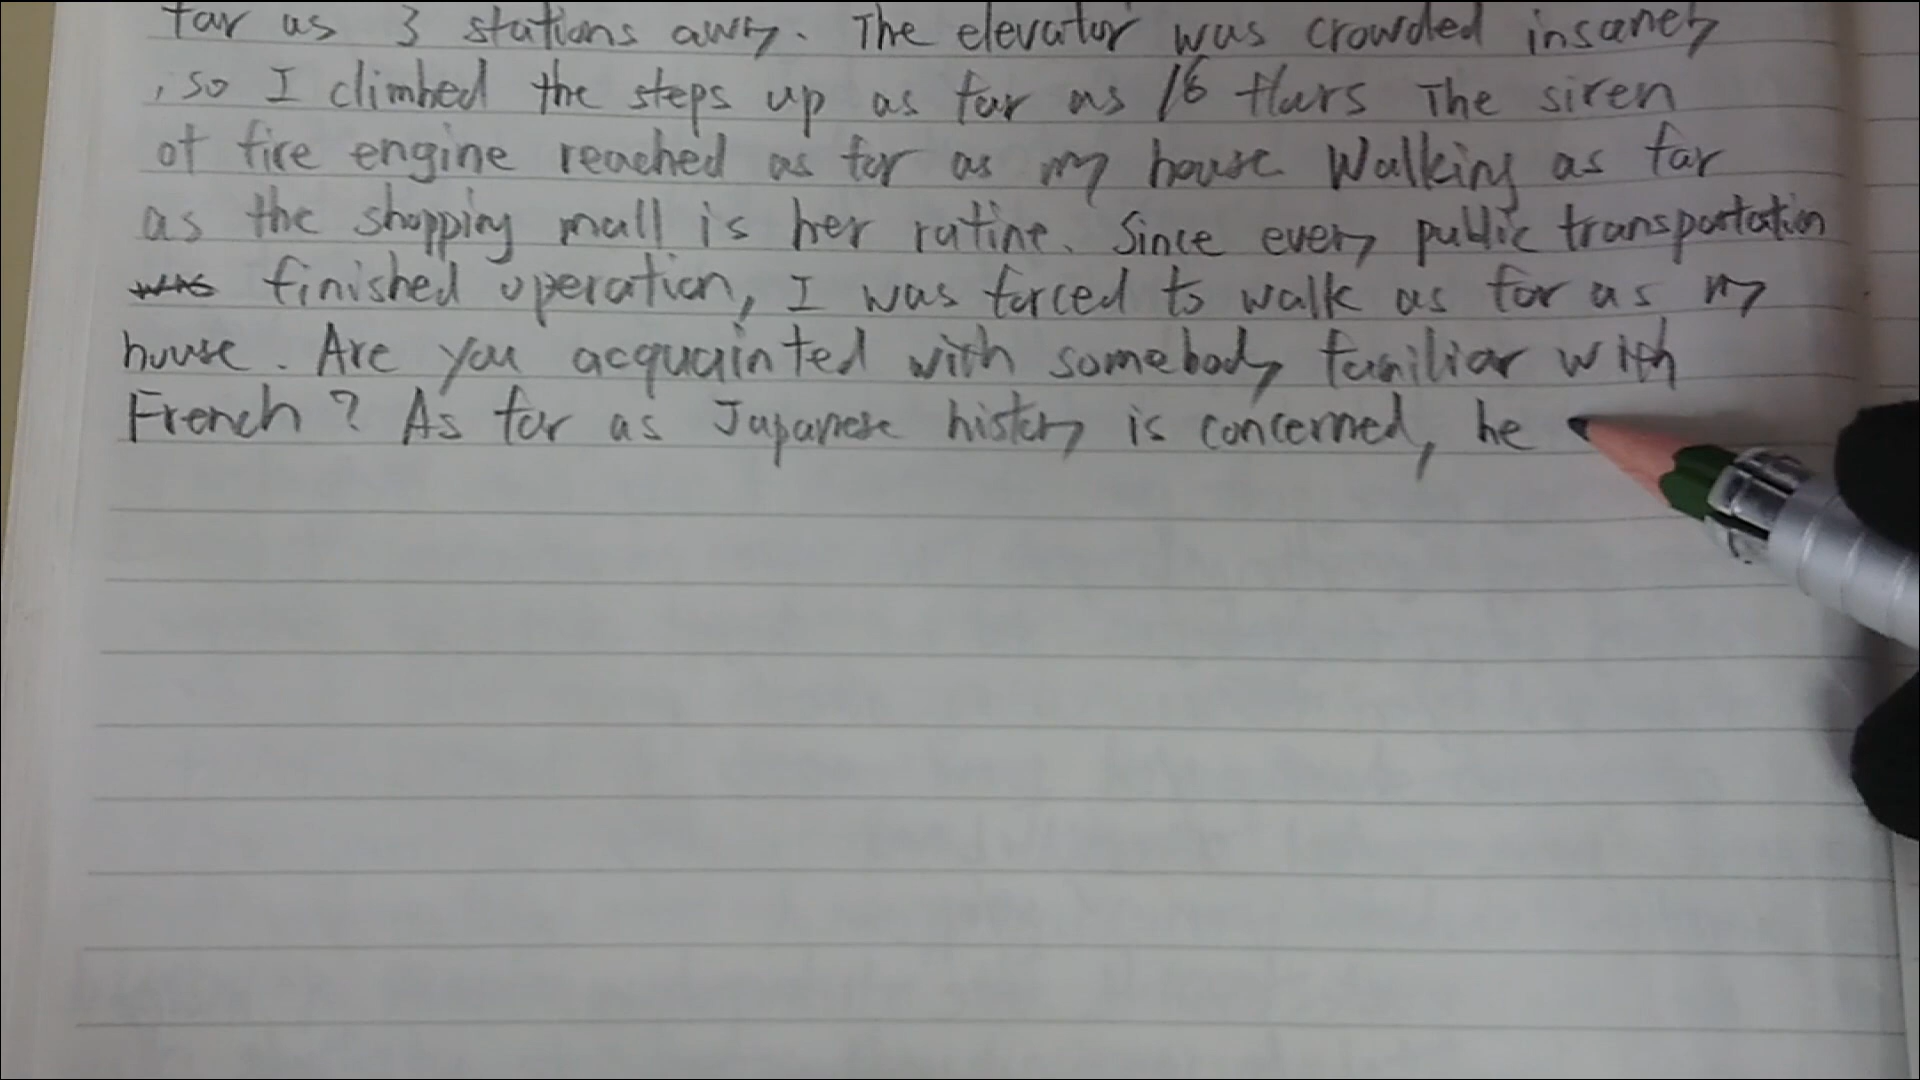 far as 3 stations away. The elevator was crowded insanely
, so I climbed the steps up as far as 16 flours The siren
of fire engine reached as far as my house Walking as far
as the shopping mall is her rutine. Since every public transportation
was finished operation, I was forced to walk as far as my
house. Are you acquainted with somebody familiar with
French? As far as Japanese history is concerned, he